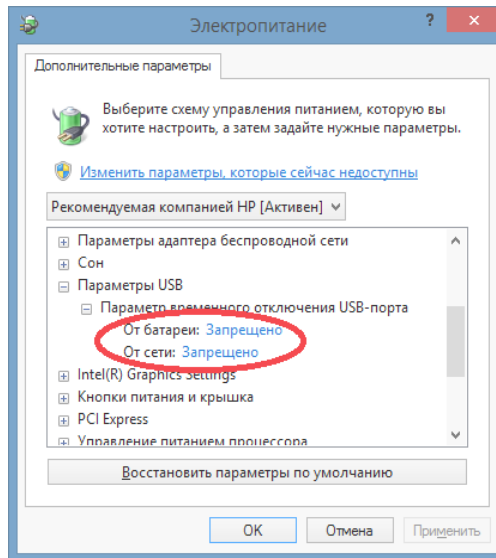 Электропитание
Дополнительные параметры
Выберите схему управления питанием, которую вы
хотите настроить, а затем задайте нужные параметры.
Изменить параметры, которые сейчас недоступны
Рекомендуемая компанией HP [Активен]
Параметры адаптера беспроводной сети
Сон
Параметры USB
Параметр временного отключения USB-порта
От батареи: Запрещено
От сети: Запрещено
Intel(R) Graphics Settings
Кнопки питания и крышка
PCI Express
Управление питанием процессора
Восстановить параметры по умолчанию
OK Отмена Применить